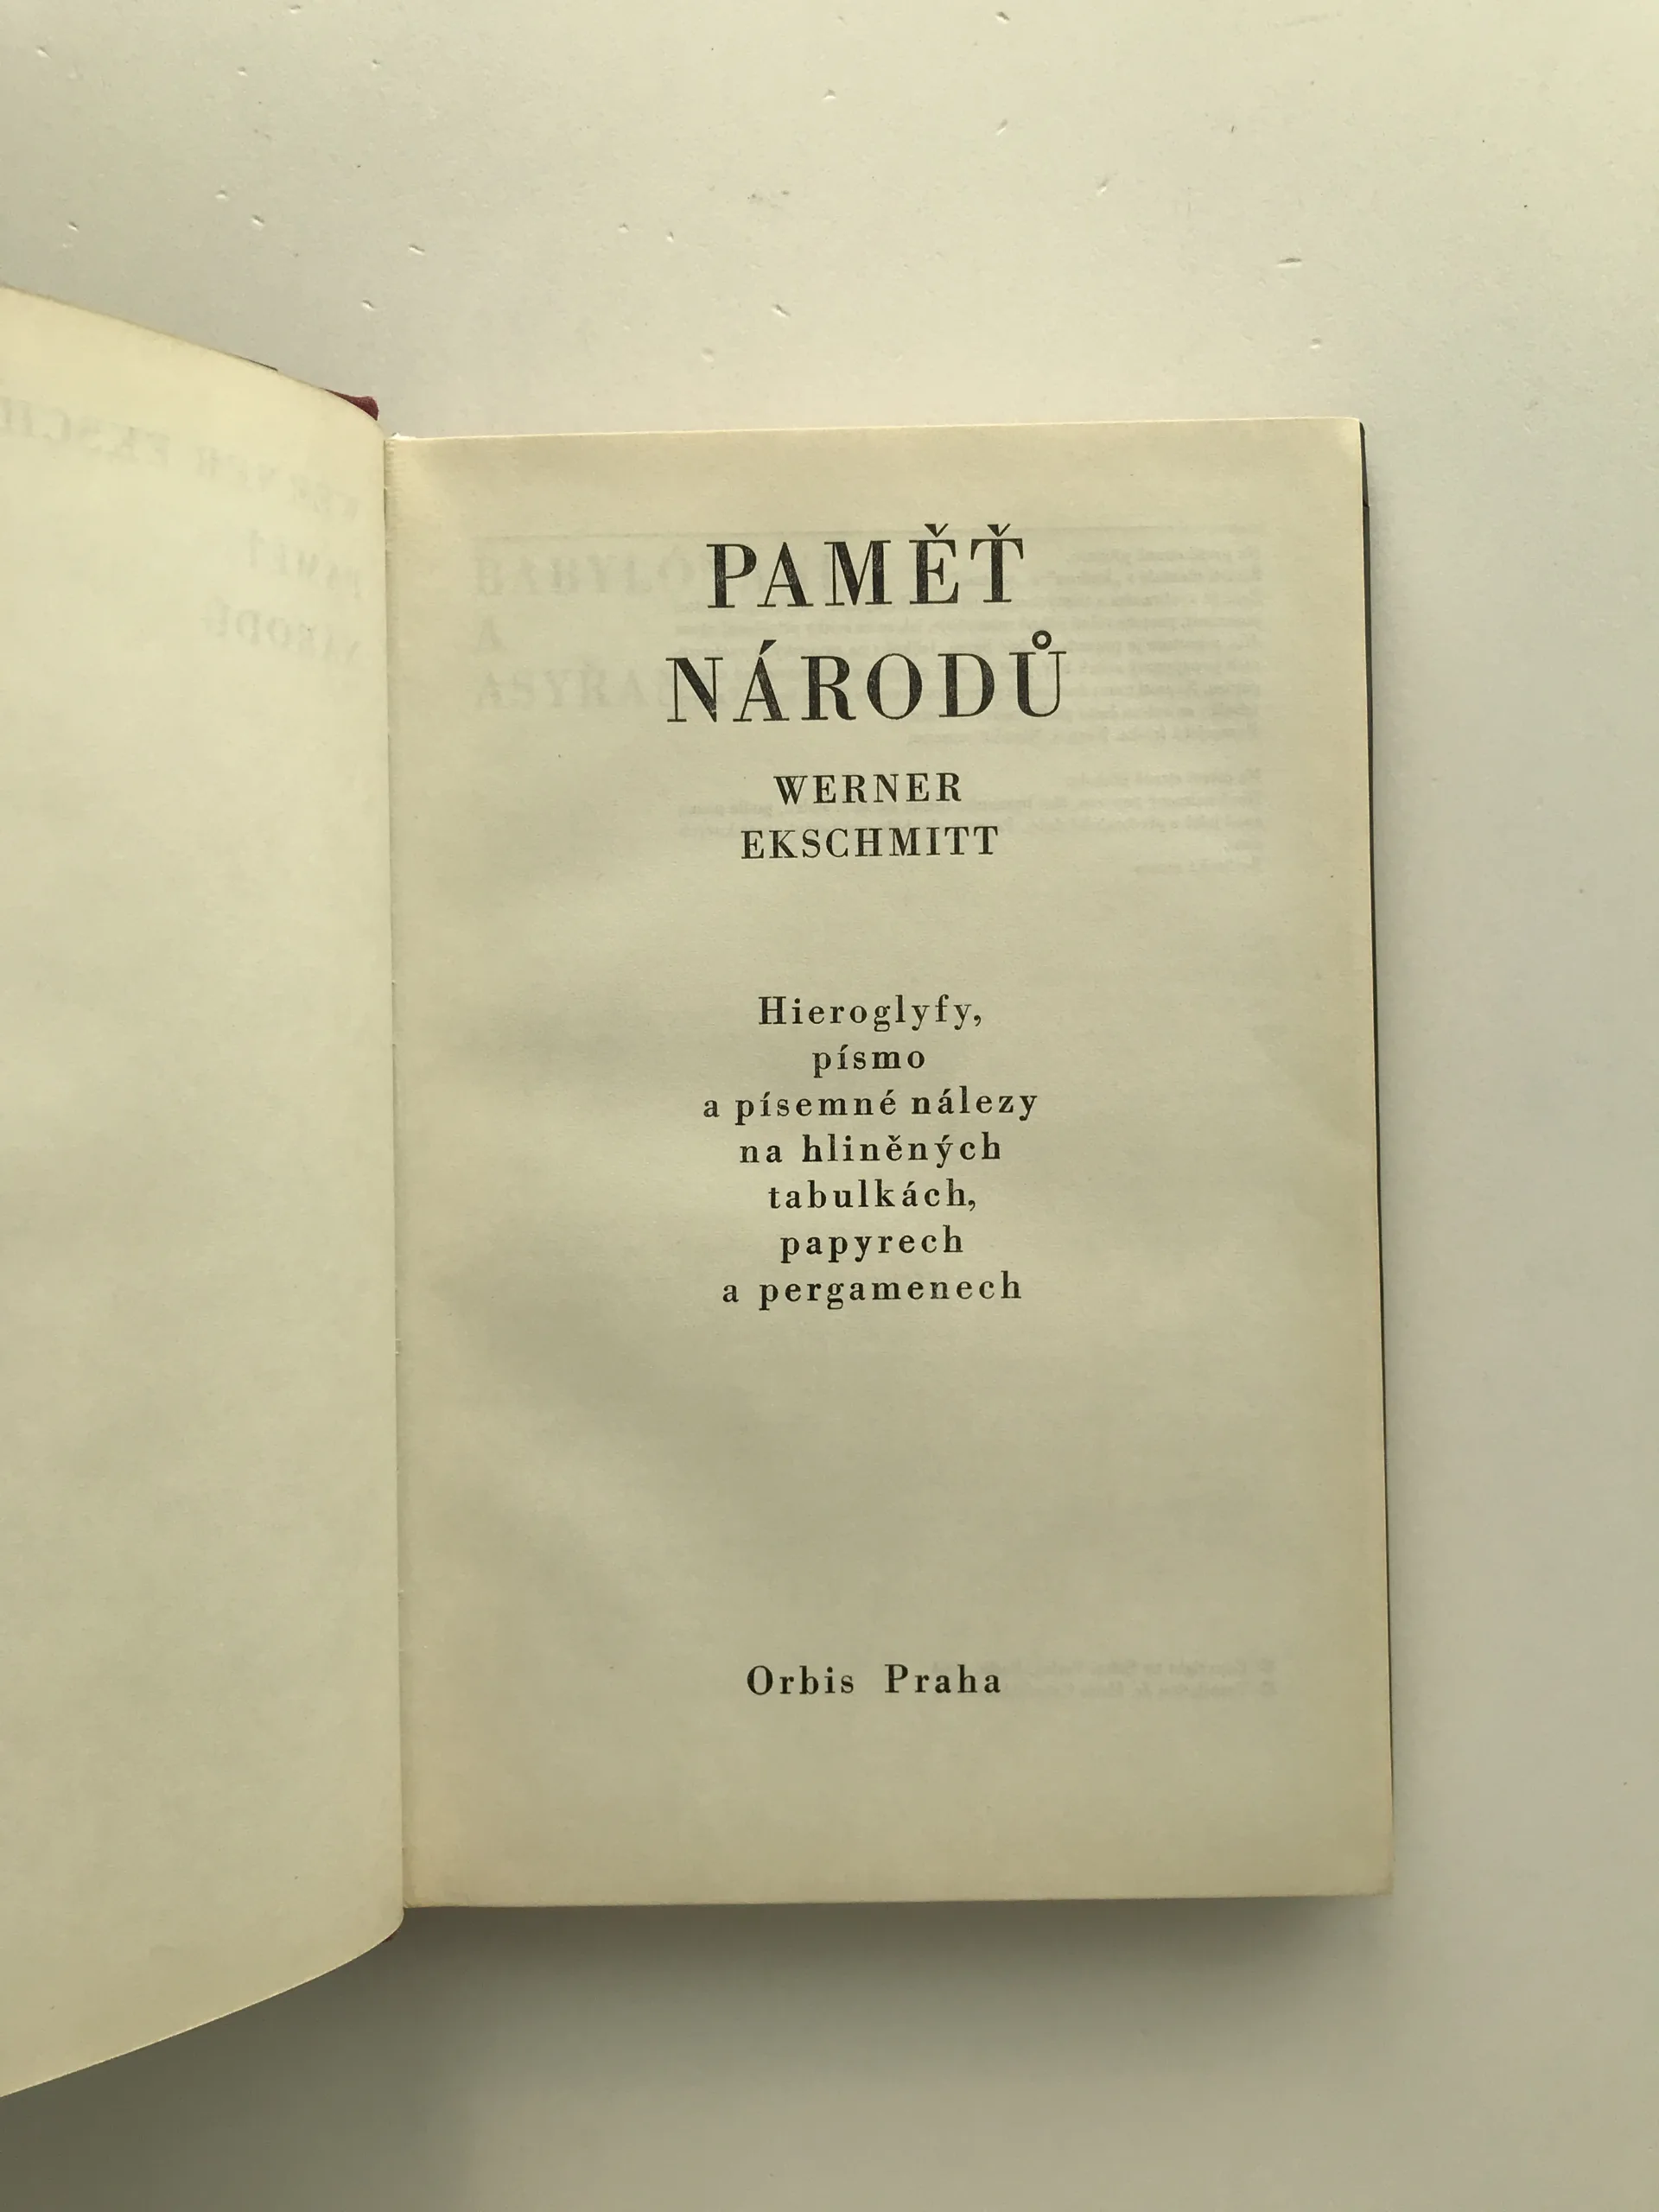 PAMĚŤ
NÁRODŮ
WERNER
EKSCHMITT
Hieroglyfy,
písmo
a písemné nálezy
na hliněných
tabulkách,
papyrech
a pergamenech
Orbis Praha